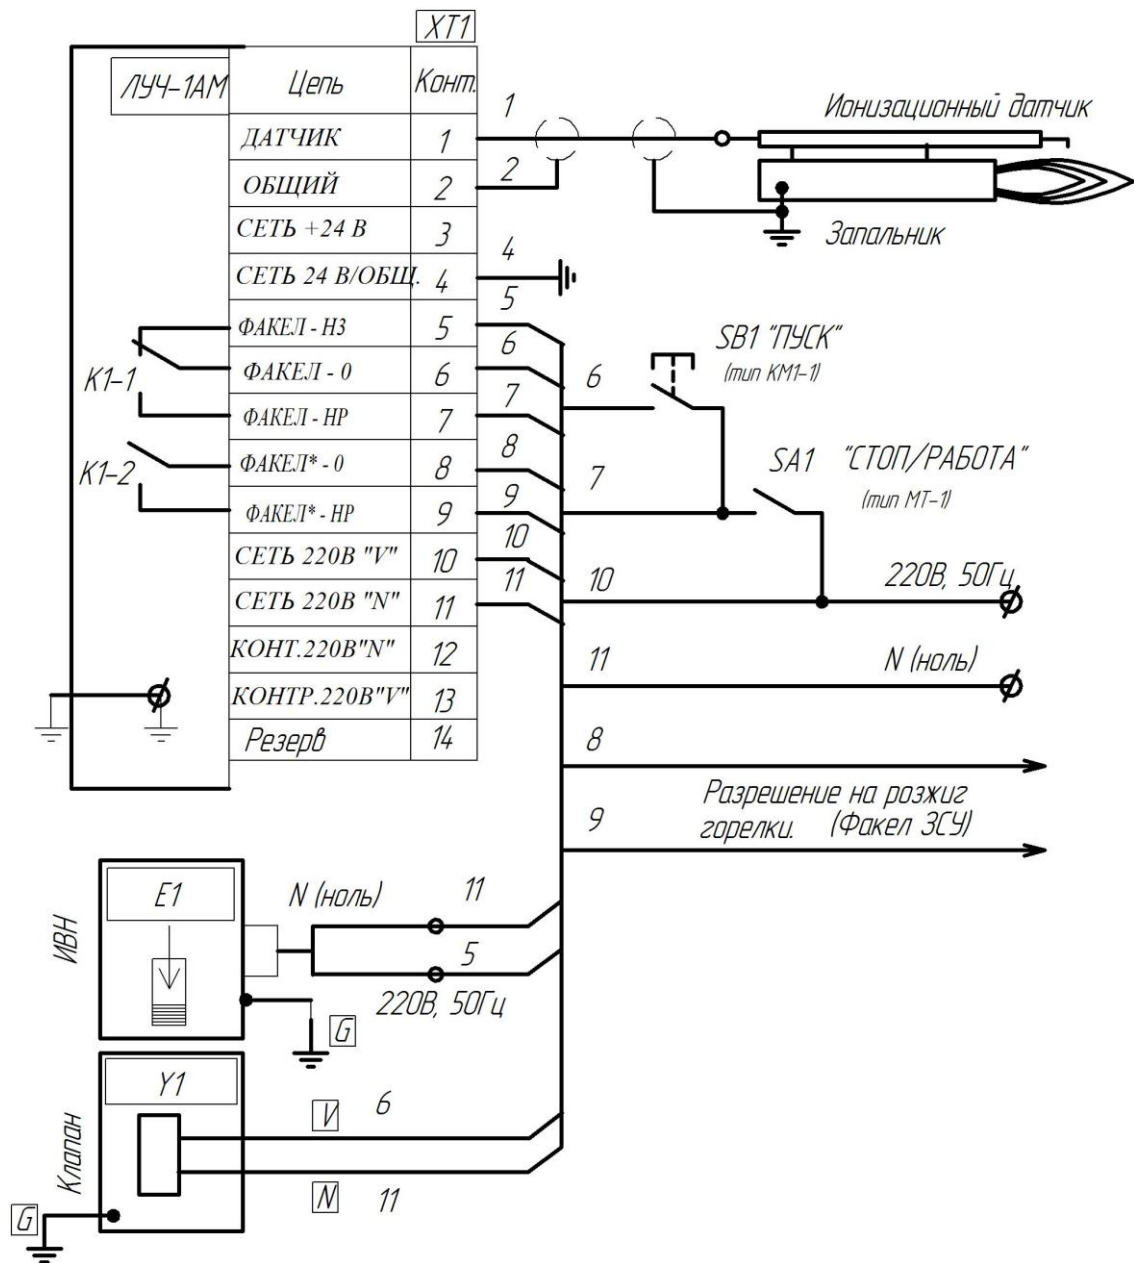 XT1
ЛУЧ-1АМ
Цепь
Конт.
ДАТЧИК
1
ОБЩИЙ
2
СЕТЬ +24 В
3
СЕТЬ 24 В/ОБЩ.
4
ФАКЕЛ - НЗ
5
ФАКЕЛ - 0
6
ФАКЕЛ - НР
7
ФАКЕЛ* - 0
8
ФАКЕЛ* - НР
9
СЕТЬ 220В "V"
10
СЕТЬ 220В "N"
11
КОНТ.220В"N"
12
КОНТР.220В"V"
13
Резерв
14
К1-1
К1-2
1
2
4
5
6
7
8
9
10
11
Ионизационный датчик
Запальник
6
SB1 "ПУСК"
(тип КМ1-1)
7
SA1 "СТОП/РАБОТА"
(тип МТ-1)
10
220В, 50Гц
11
N (ноль)
8
Разрешение на розжиг
горелки. (Факел ЗСУ)
9
ИВН
E1
N (ноль)
11
5
220В, 50Гц
G
Клапан
Y1
V
6
N
11
G